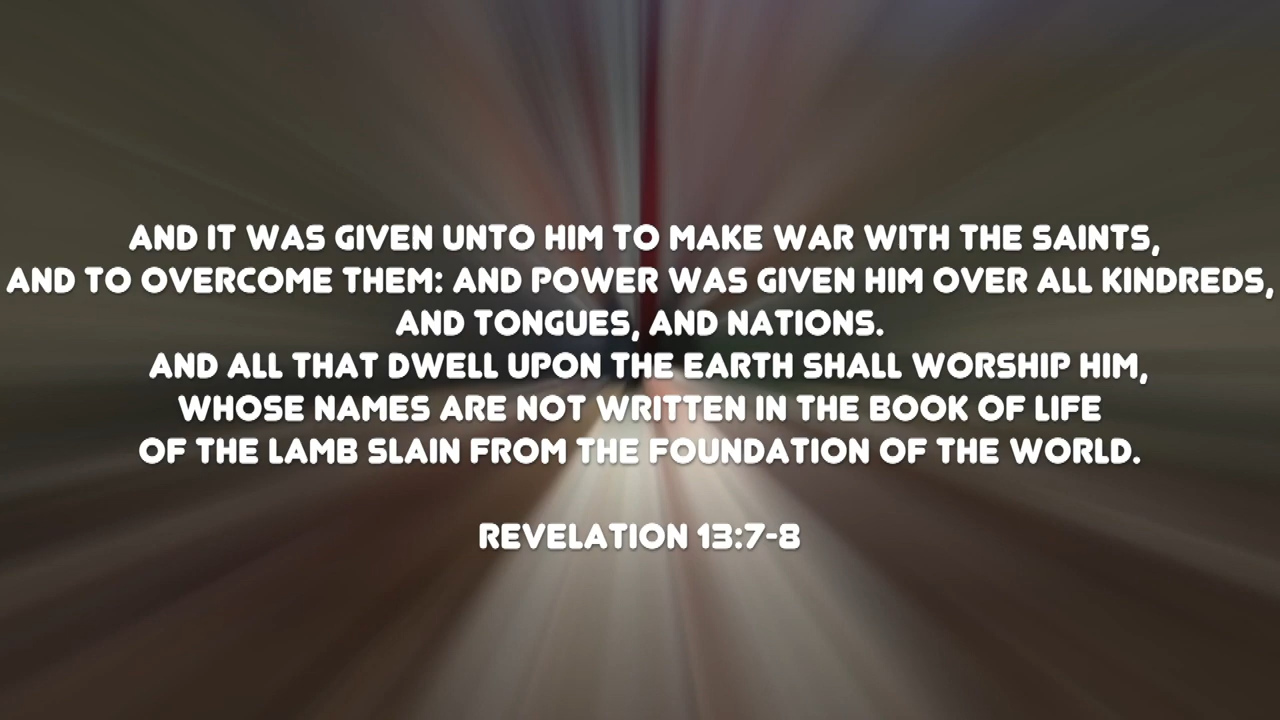 AND IT WAS GIVEN UNTO HIM TO MAKE WAR WITH THE SAINTS,
AND TO OVERCOME THEM: AND POWER WAS GIVEN HIM OVER ALL KINDREDS,
AND TONGUES, AND NATIONS.
AND ALL THAT DWELL UPON THE EARTH SHALL WORSHIP HIM,
WHOSE NAMES ARE NOT WRITTEN IN THE BOOK OF LIFE
OF THE LAMB SLAIN FROM THE FOUNDATION OF THE WORLD.
REVELATION 13:7-8